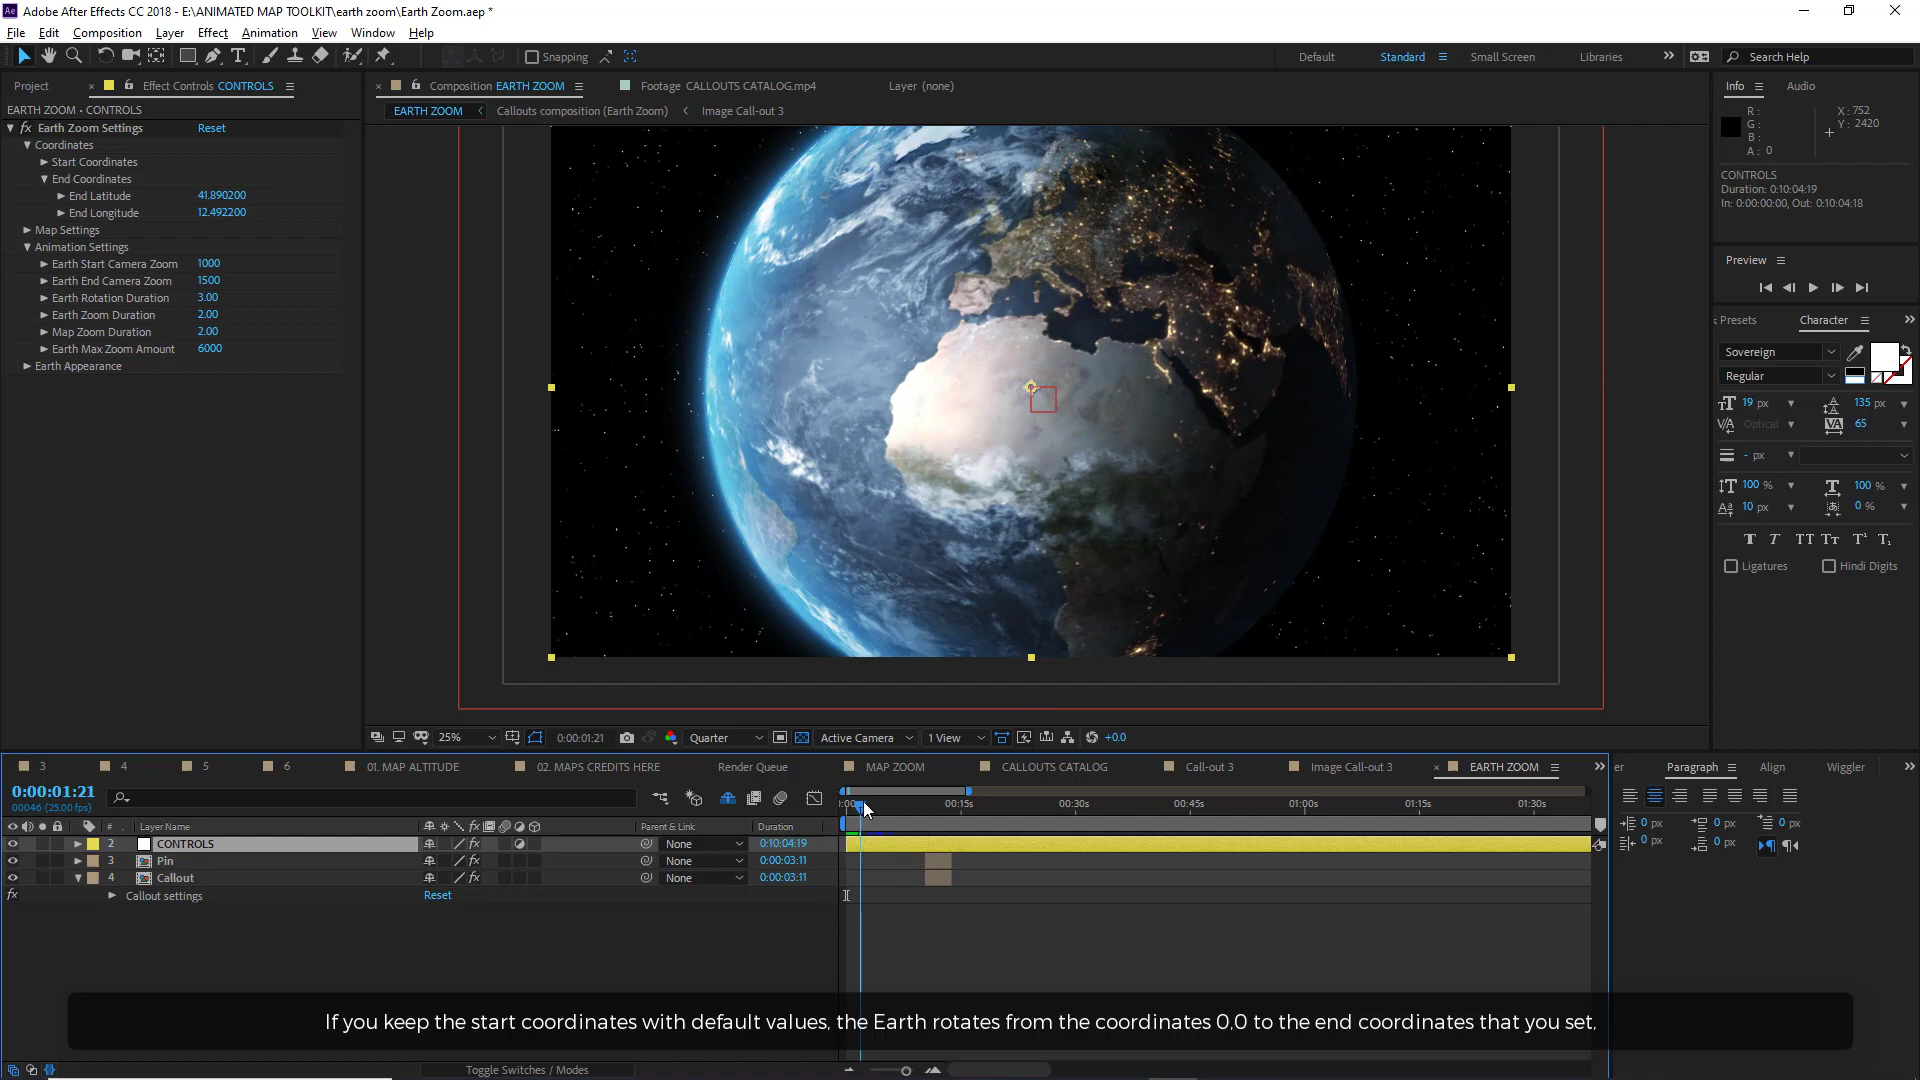 Adobe After Effects CC 2018 - E:\ANIMATED MAP TOOLKIT\earth zoom\Earth Zoom.aep *
File Edit Composition Layer Effect Animation View Window Help
Snapping Default Standard Small Screen Libraries Search Help
Project Effect Controls CONTROLS Composition EARTH ZOOM Footage CALLOUTS CATALOG.mp4 Layer (none) Info Audio
EARTH ZOOM • CONTROLS
EARTH ZOOM Callouts composition (Earth Zoom) Image Call-out 3
Earth Zoom Settings Reset
Coordinates
Start Coordinates
End Coordinates
End Latitude 41.890200
End Longitude 12.492200
Map Settings
Animation Settings
Earth Start Camera Zoom 1000
Earth End Camera Zoom 1500
Earth Rotation Duration 3.00
Earth Zoom Duration 2.00
Map Zoom Duration 2.00
Earth Max Zoom Amount 6000
Earth Appearance
R : X : 752
G : Y : 2420
B :
A : 0
CONTROLS
Duration: 0:10:04:19
In: 0:00:00:00, Out: 0:10:04:18
Preview
Presets Character
Sovereign
Regular
19 px 135 px
Optical 65
- px
100 % 100 %
10 px 0 %
Ligatures Hindi Digits
25% 0:00:01:21 Quarter Active Camera 1 View +0.0
3 4 5 6 01. MAP ALTITUDE 02. MAPS CREDITS HERE Render Queue MAP ZOOM CALLOUTS CATALOG Call-out 3 Image Call-out 3 EARTH ZOOM
er Paragraph Align Wiggler
0:00:01:21
00046 (25.00 fps)
:00 00:15s 00:30s 00:45s 01:00s 01:15s 01:30s
# Layer Name Parent & Link Duration
2 CONTROLS None 0:10:04:19
3 Pin None 0:00:03:11
4 Callout None 0:00:03:11
Callout settings Reset
0 px 0 px 0 px
0 px 0 px
If you keep the start coordinates with default values, the Earth rotates from the coordinates 0,0 to the end coordinates that you set,
Toggle Switches / Modes